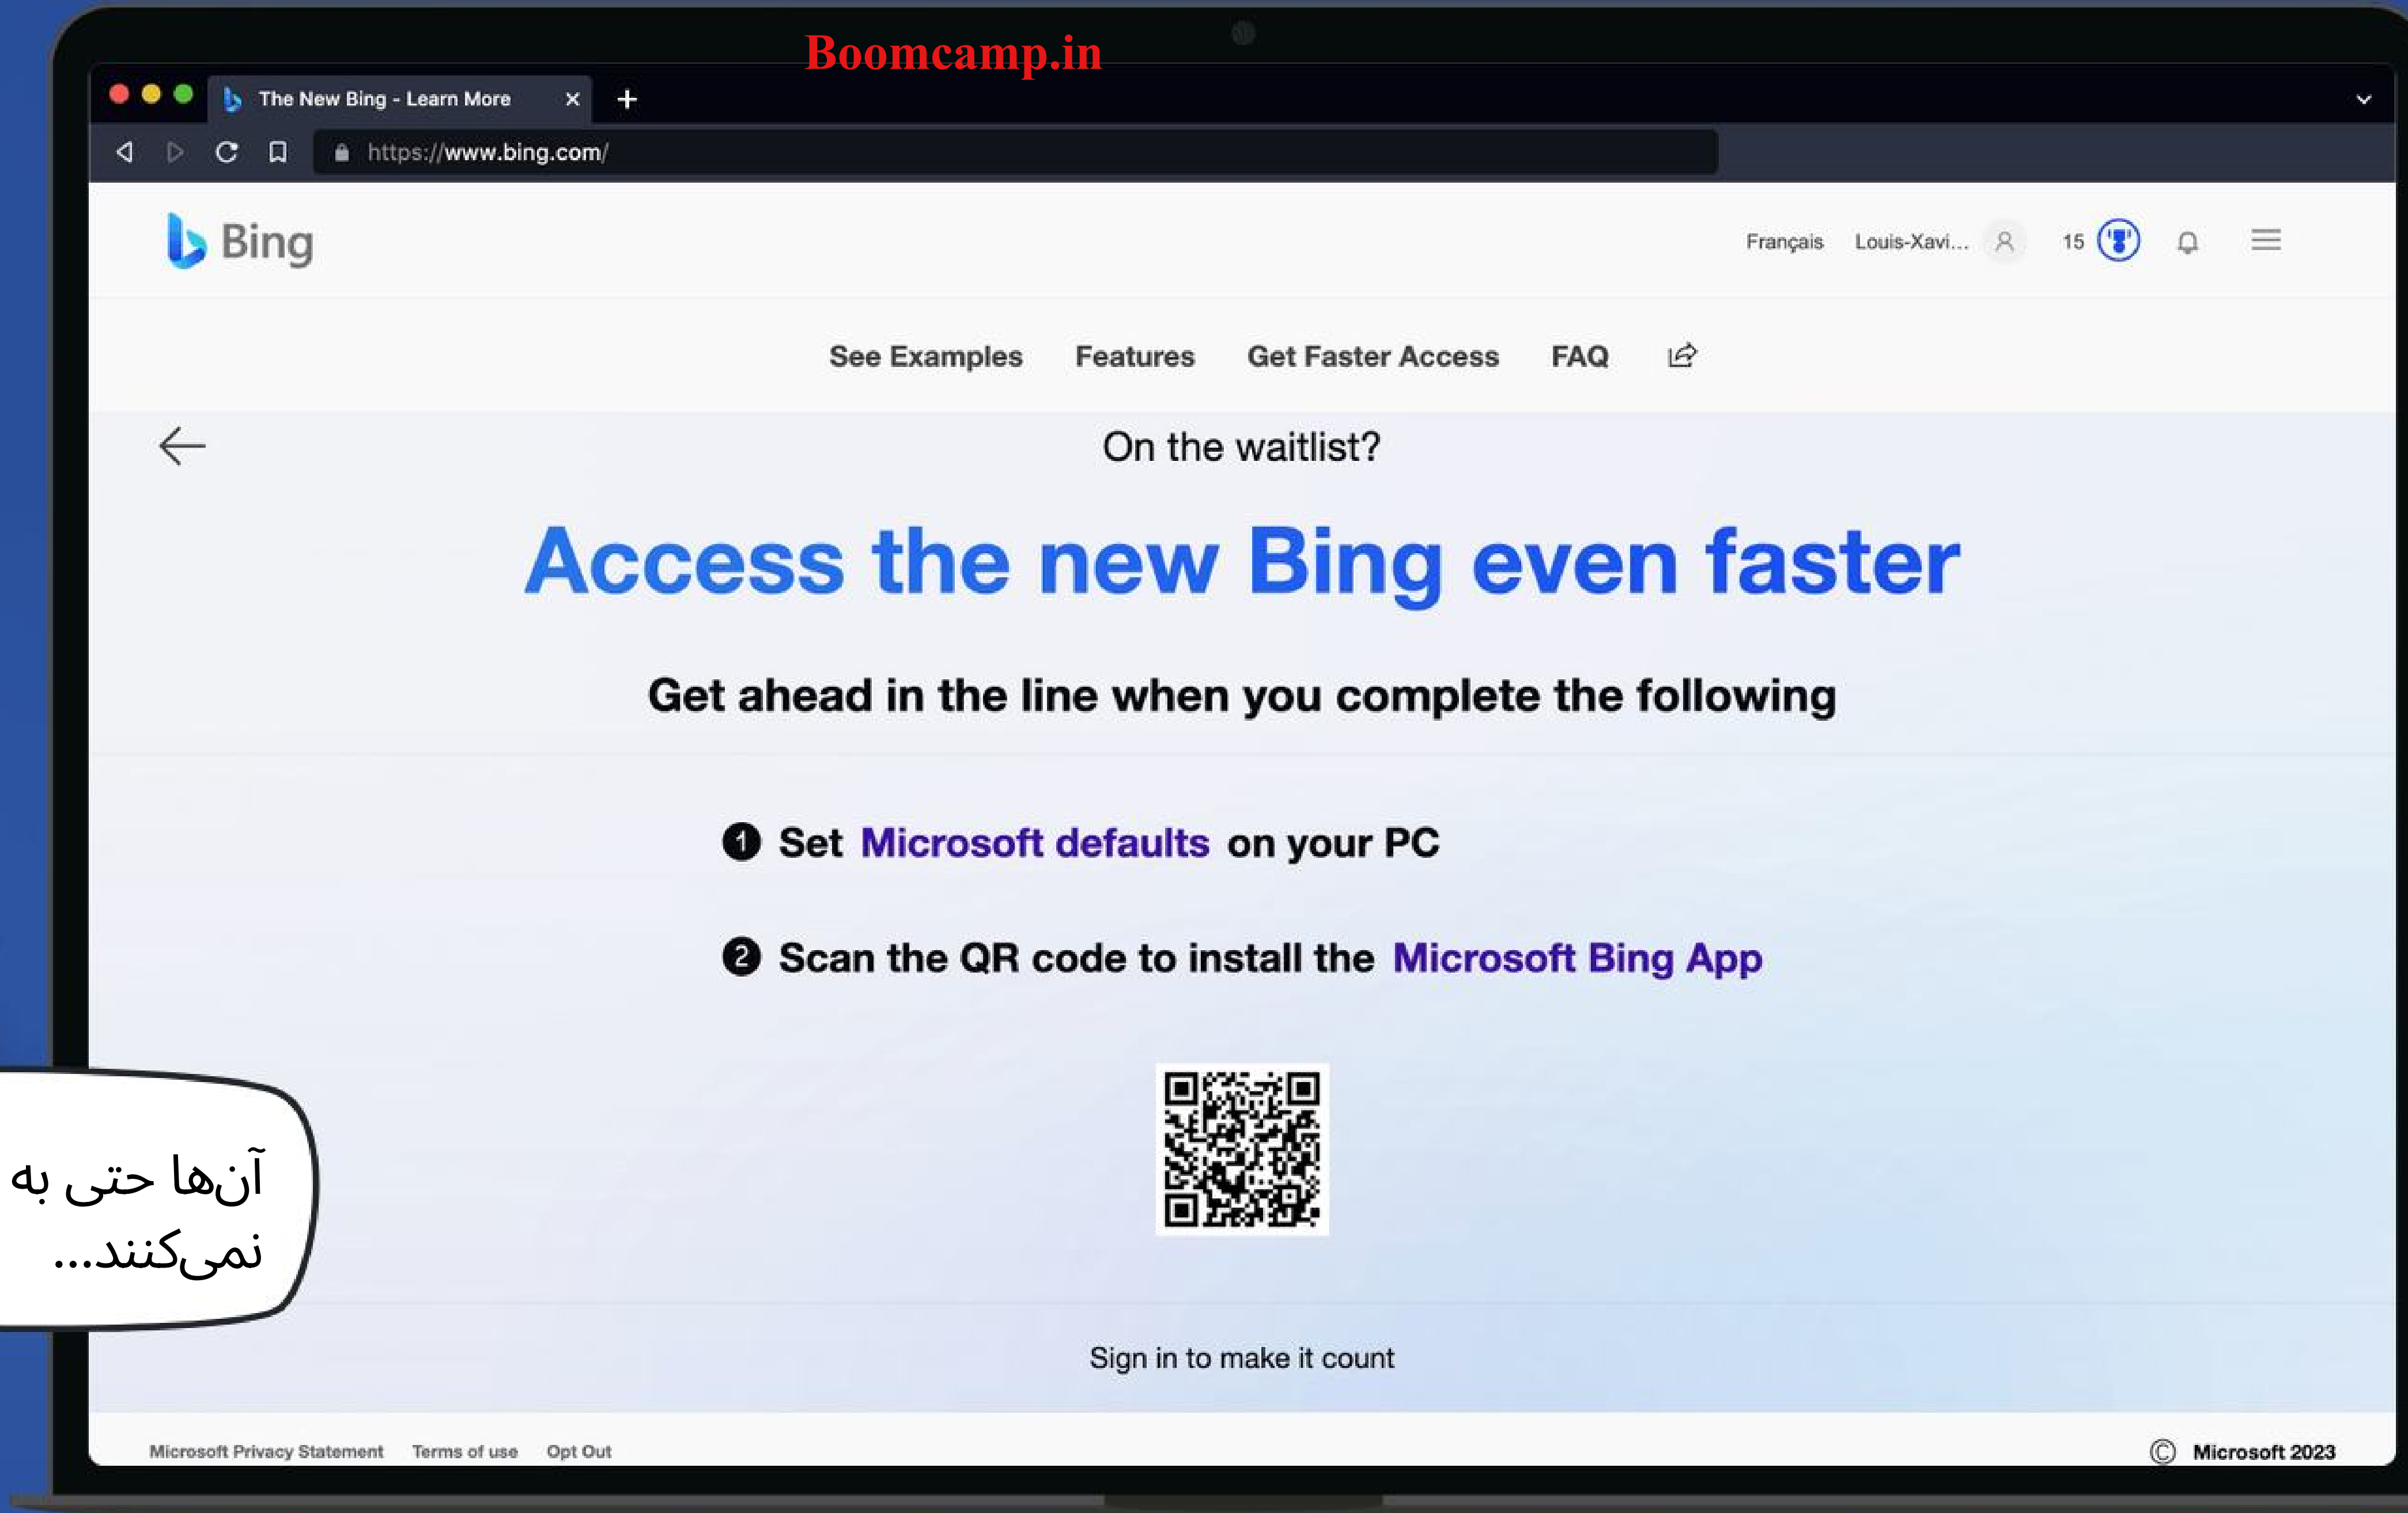 Boomcamp.in
The New Bing - Learn More
https://www.bing.com/
Bing
Français Louis-Xavi... 15
See Examples Features Get Faster Access FAQ
On the waitlist?
Access the new Bing even faster
Get ahead in the line when you complete the following
1 Set Microsoft defaults on your PC
2 Scan the QR code to install the Microsoft Bing App
آن‌ها حتی به
نمی‌کنند...
Sign in to make it count
Microsoft Privacy Statement Terms of use Opt Out
© Microsoft 2023